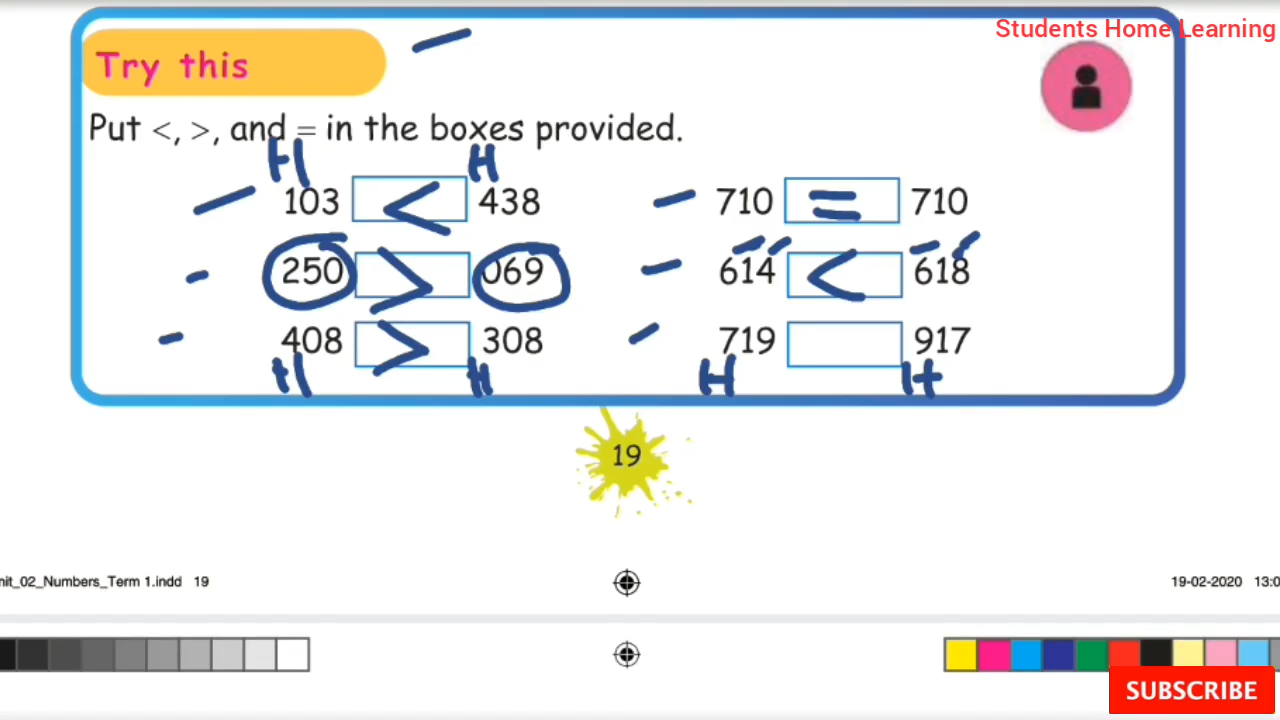 Students Home Learning
Try this
Put <, >, and = in the boxes provided.
H H
103 < 438 710 = 710
250 > 069 614 < 618
408 > 308 719 917
H H H H
19
nit_02_Numbers_Term 1.indd 19 19-02-2020 13:0
SUBSCRIBE